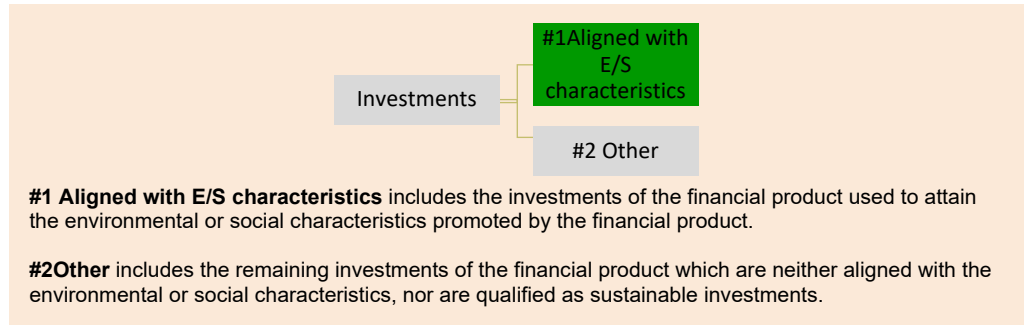 #1Aligned with
E/S
characteristics
Investments
#2 Other
#1 Aligned with E/S characteristics includes the investments of the financial product used to attain
the environmental or social characteristics promoted by the financial product.
#2Other includes the remaining investments of the financial product which are neither aligned with the
environmental or social characteristics, nor are qualified as sustainable investments.